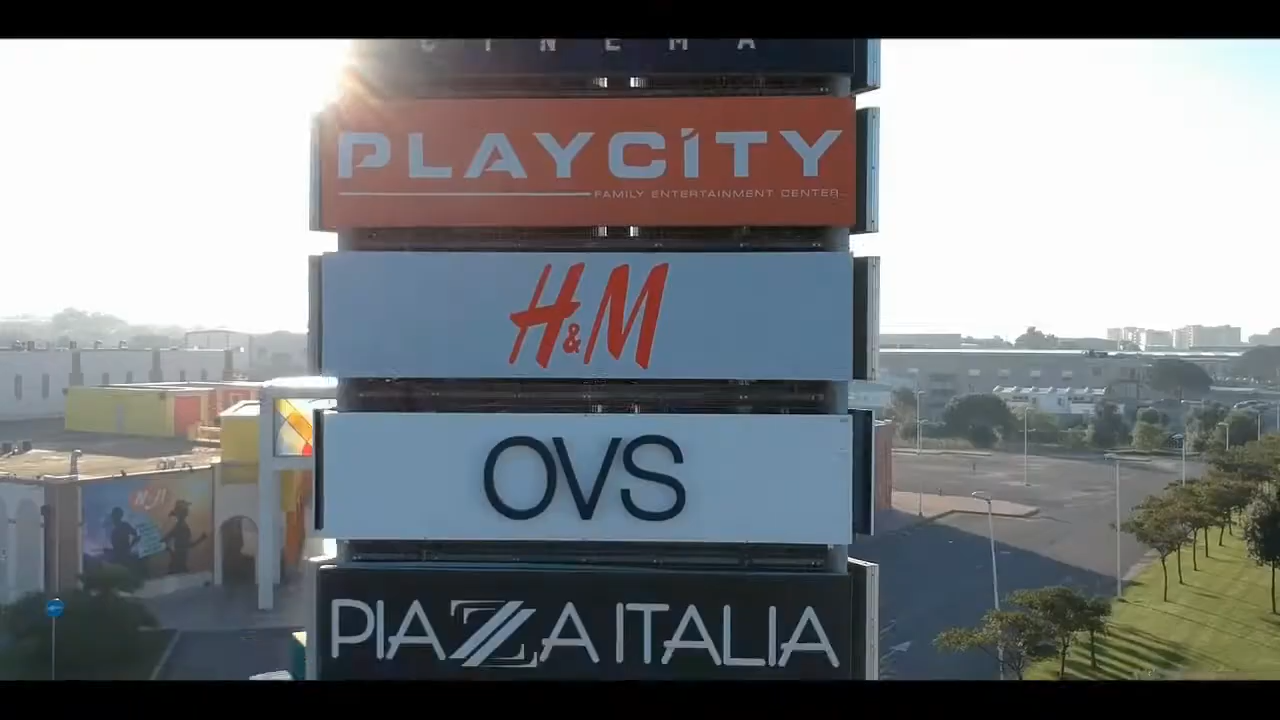 CINEMA
PLAYCITY
FAMILY ENTERTAINMENT CENTER
H&M
OVS
PIAZZA ITALIA